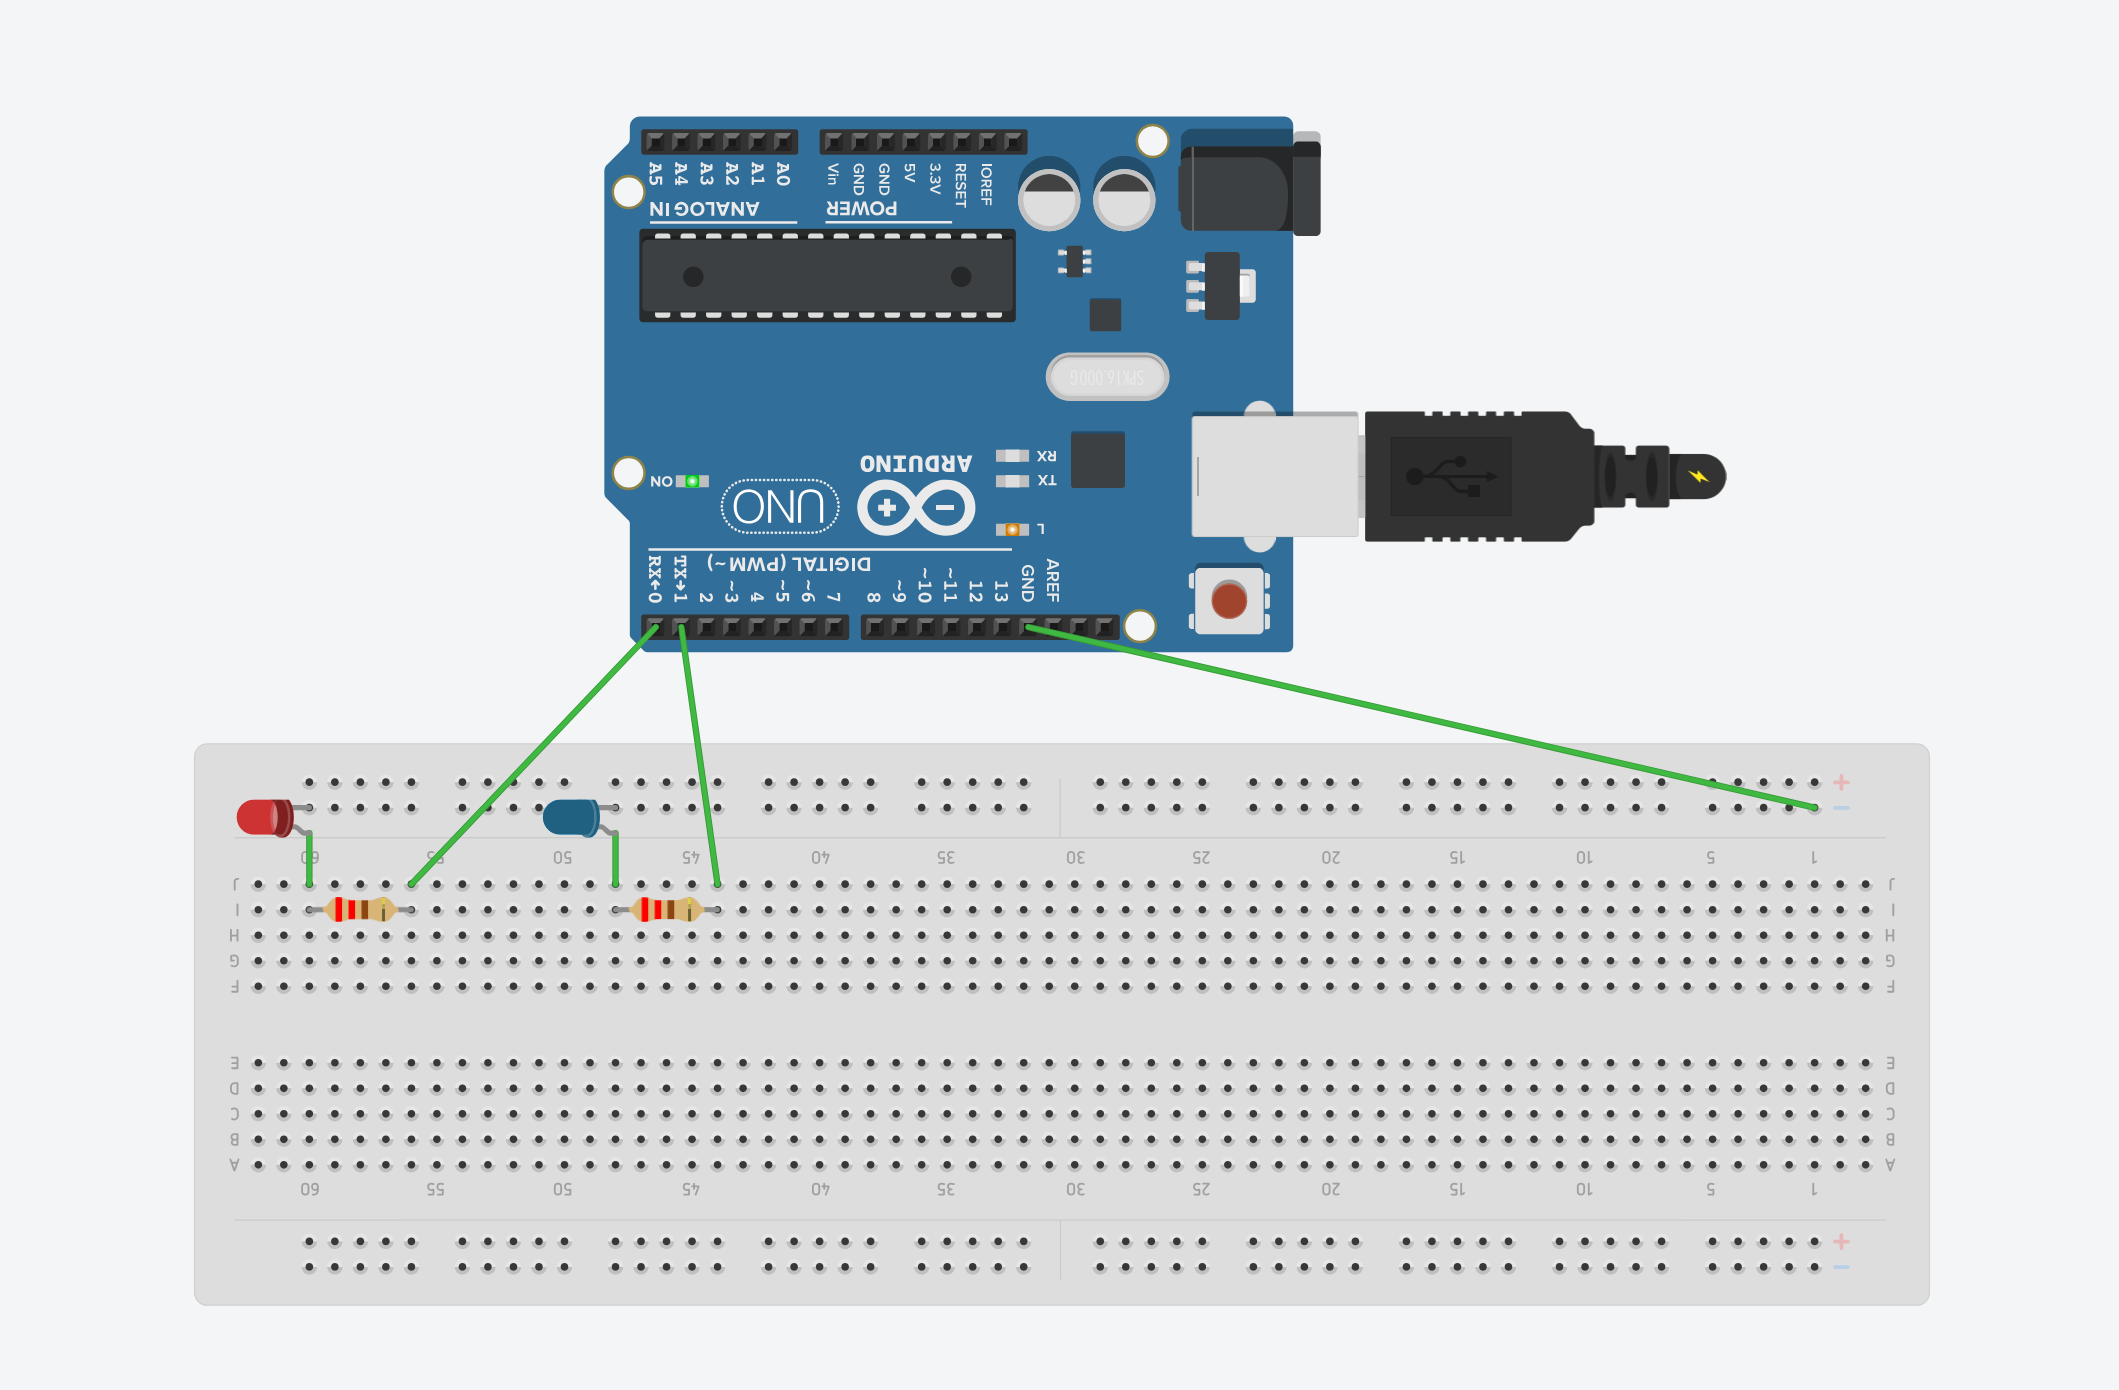 A5 A4 A3 A2 A1 A0
Vin GND GND 5V 3.3V RESET IOREF
ANALOG IN
POWER
SPK16.000G
ARDUINO
RX
ON
TX
UNO
L
DIGITAL (PWM ~)
RX←0 TX→1 2 ~3 4 ~5 ~6 7 8 ~9 ~10 ~11 12 13 GND AREF
+
−
60 55 50 45 40 35 30 25 20 15 10 5 1
J J
I I
H H
G G
F F
E E
D D
C C
B B
A A
60 55 50 45 40 35 30 25 20 15 10 5 1
+
−